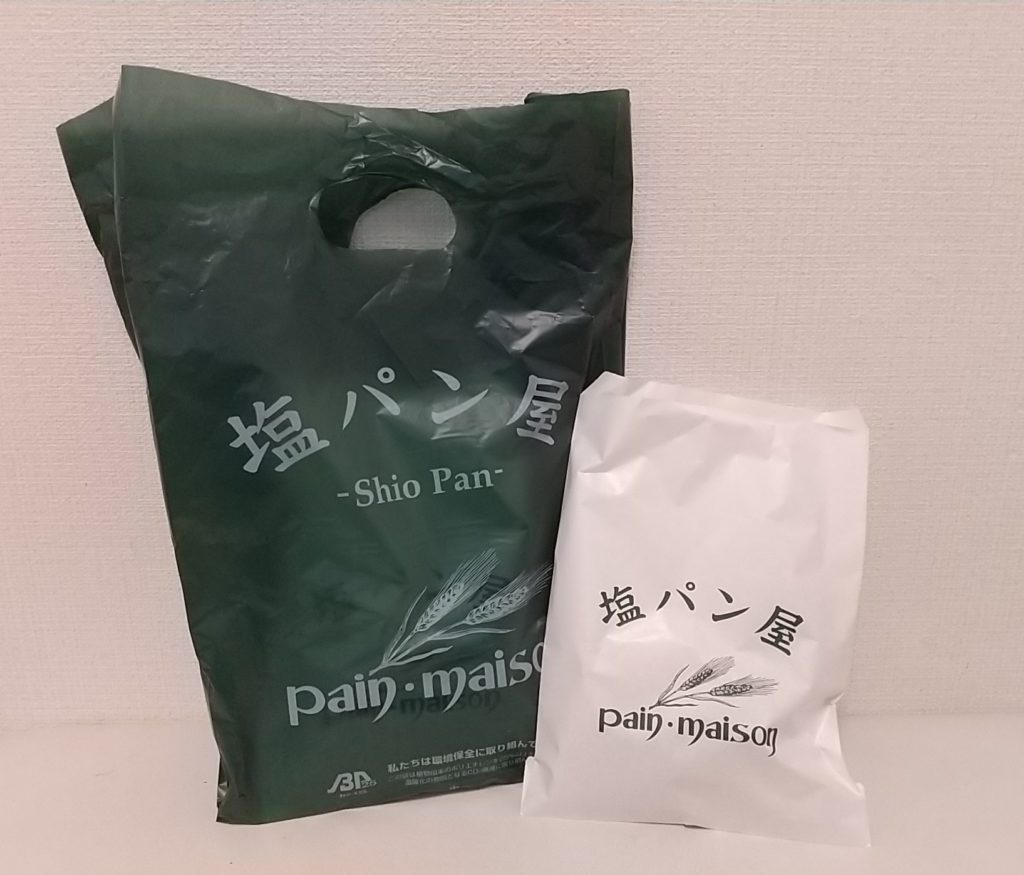 塩パン屋
-Shio Pan-
pain・maiso
私たちは環境保全に取り組んで
塩パン屋
pain・maison